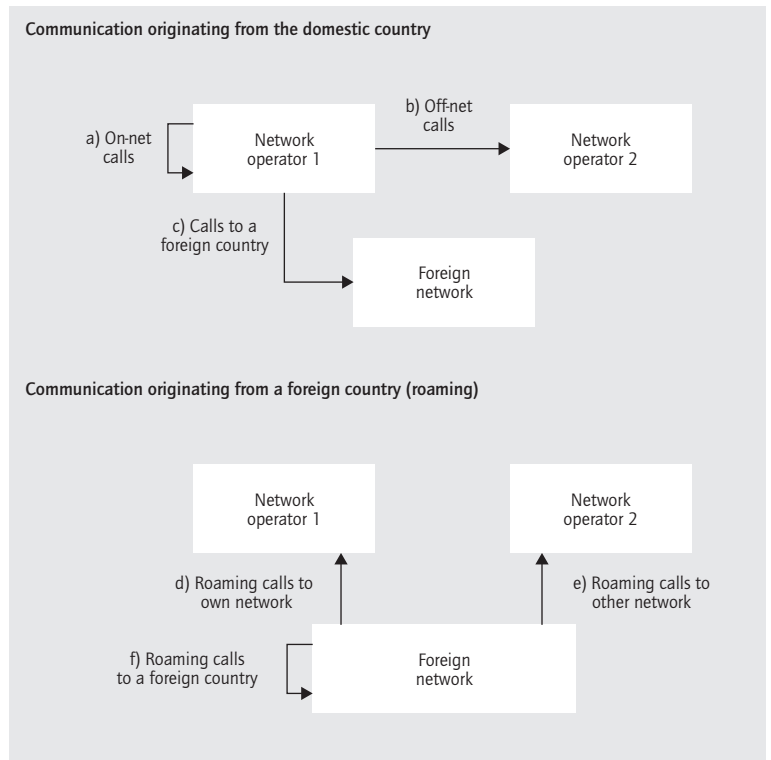 Communication originating from the domestic country
b) Off-net
calls
a) On-net
calls
Network
operator 1
Network
operator 2
c) Calls to a
foreign country
Foreign
network
Communication originating from a foreign country (roaming)
Network
operator 1
Network
operator 2
d) Roaming calls to
own network
e) Roaming calls to
other network
f) Roaming calls
to a foreign country
Foreign
network